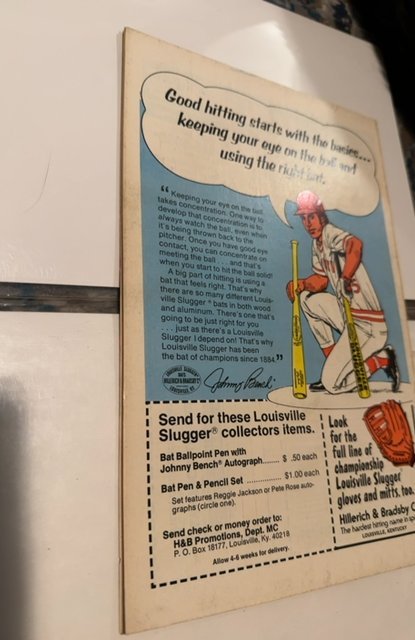 Good hitting starts with the basics...
keeping your eye on the ball and
using the right bat.
“Keeping your eye on the ball
takes concentration. One way to
develop that concentration is to
always watch the ball, even when
it's being thrown back to the
pitcher. Once you have good eye
contact, you can concentrate on
meeting the ball ... and that's
when you start to hit the ball solid!
A big part of hitting is using a
bat that feels right. That's why
there are so many different Louis-
ville Slugger® bats in both wood
and aluminum. There's one that's
going to be just right for you
. . . just as there's a Louisville
Slugger I depend on! That's why
Louisville Slugger has been
the bat of champions since 1884.”
LOUISVILLE SLUGGER
BATS
HILLERICH & BRADSBY Co
LOUISVILLE, KY.
Johnny Bench
5
Send for these Louisville
Slugger® collectors items.
Bat Ballpoint Pen with
Johnny Bench® Autograph....... $ .50 each
Bat Pen & Pencil Set ............... $1.00 each
Set features Reggie Jackson or Pete Rose auto-
graphs (circle one).
Send check or money order to:
H&B Promotions, Dept. MC
P. O. Box 18177, Louisville, Ky. 40218
Allow 4-6 weeks for delivery.
Look
for the
full line of
championship
Louisville Slugger
gloves and mitts, too.
Hillerich & Bradsby C
The hardest hitting name in
LOUISVILLE, KENTUCKY